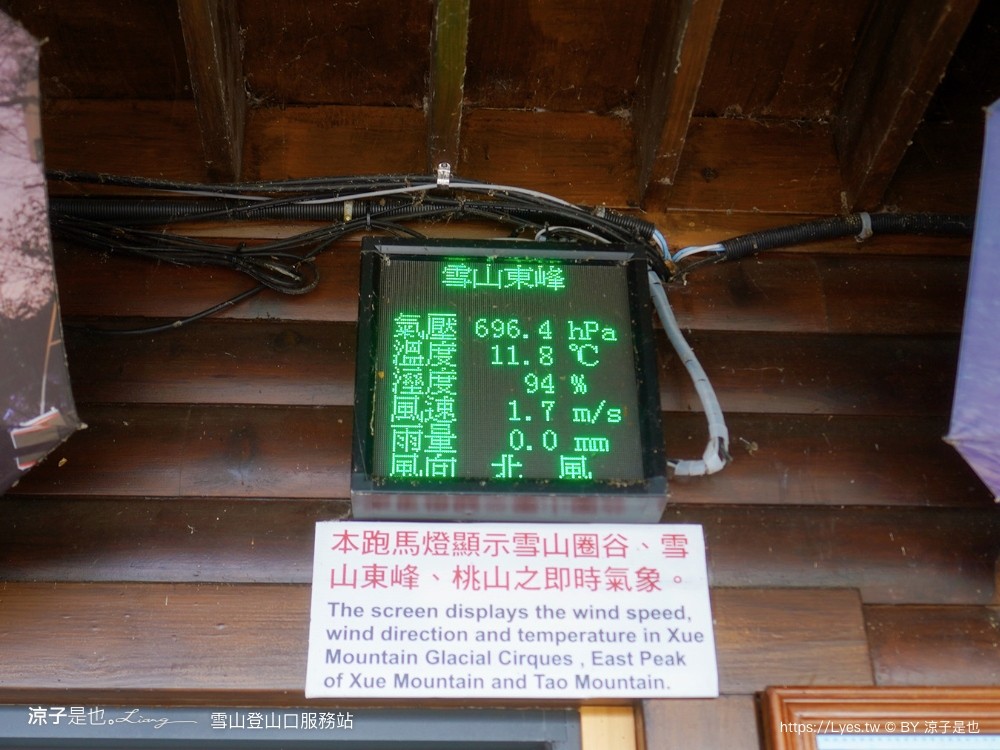 雪山東峰
氣壓 696.4 hPa
溫度 11.8 ℃
溼度 94 %
風速 1.7 m/s
雨量 0.0 mm
風向 北 風
本跑馬燈顯示雪山圈谷、雪
山東峰、桃山之即時氣象。
The screen displays the wind speed,
wind direction and temperature in Xue
Mountain Glacial Cirques , East Peak
of Xue Mountain and Tao Mountain.
涼子是也。Liang 雪山登山口服務站
https://Lyes.tw © BY 涼子是也